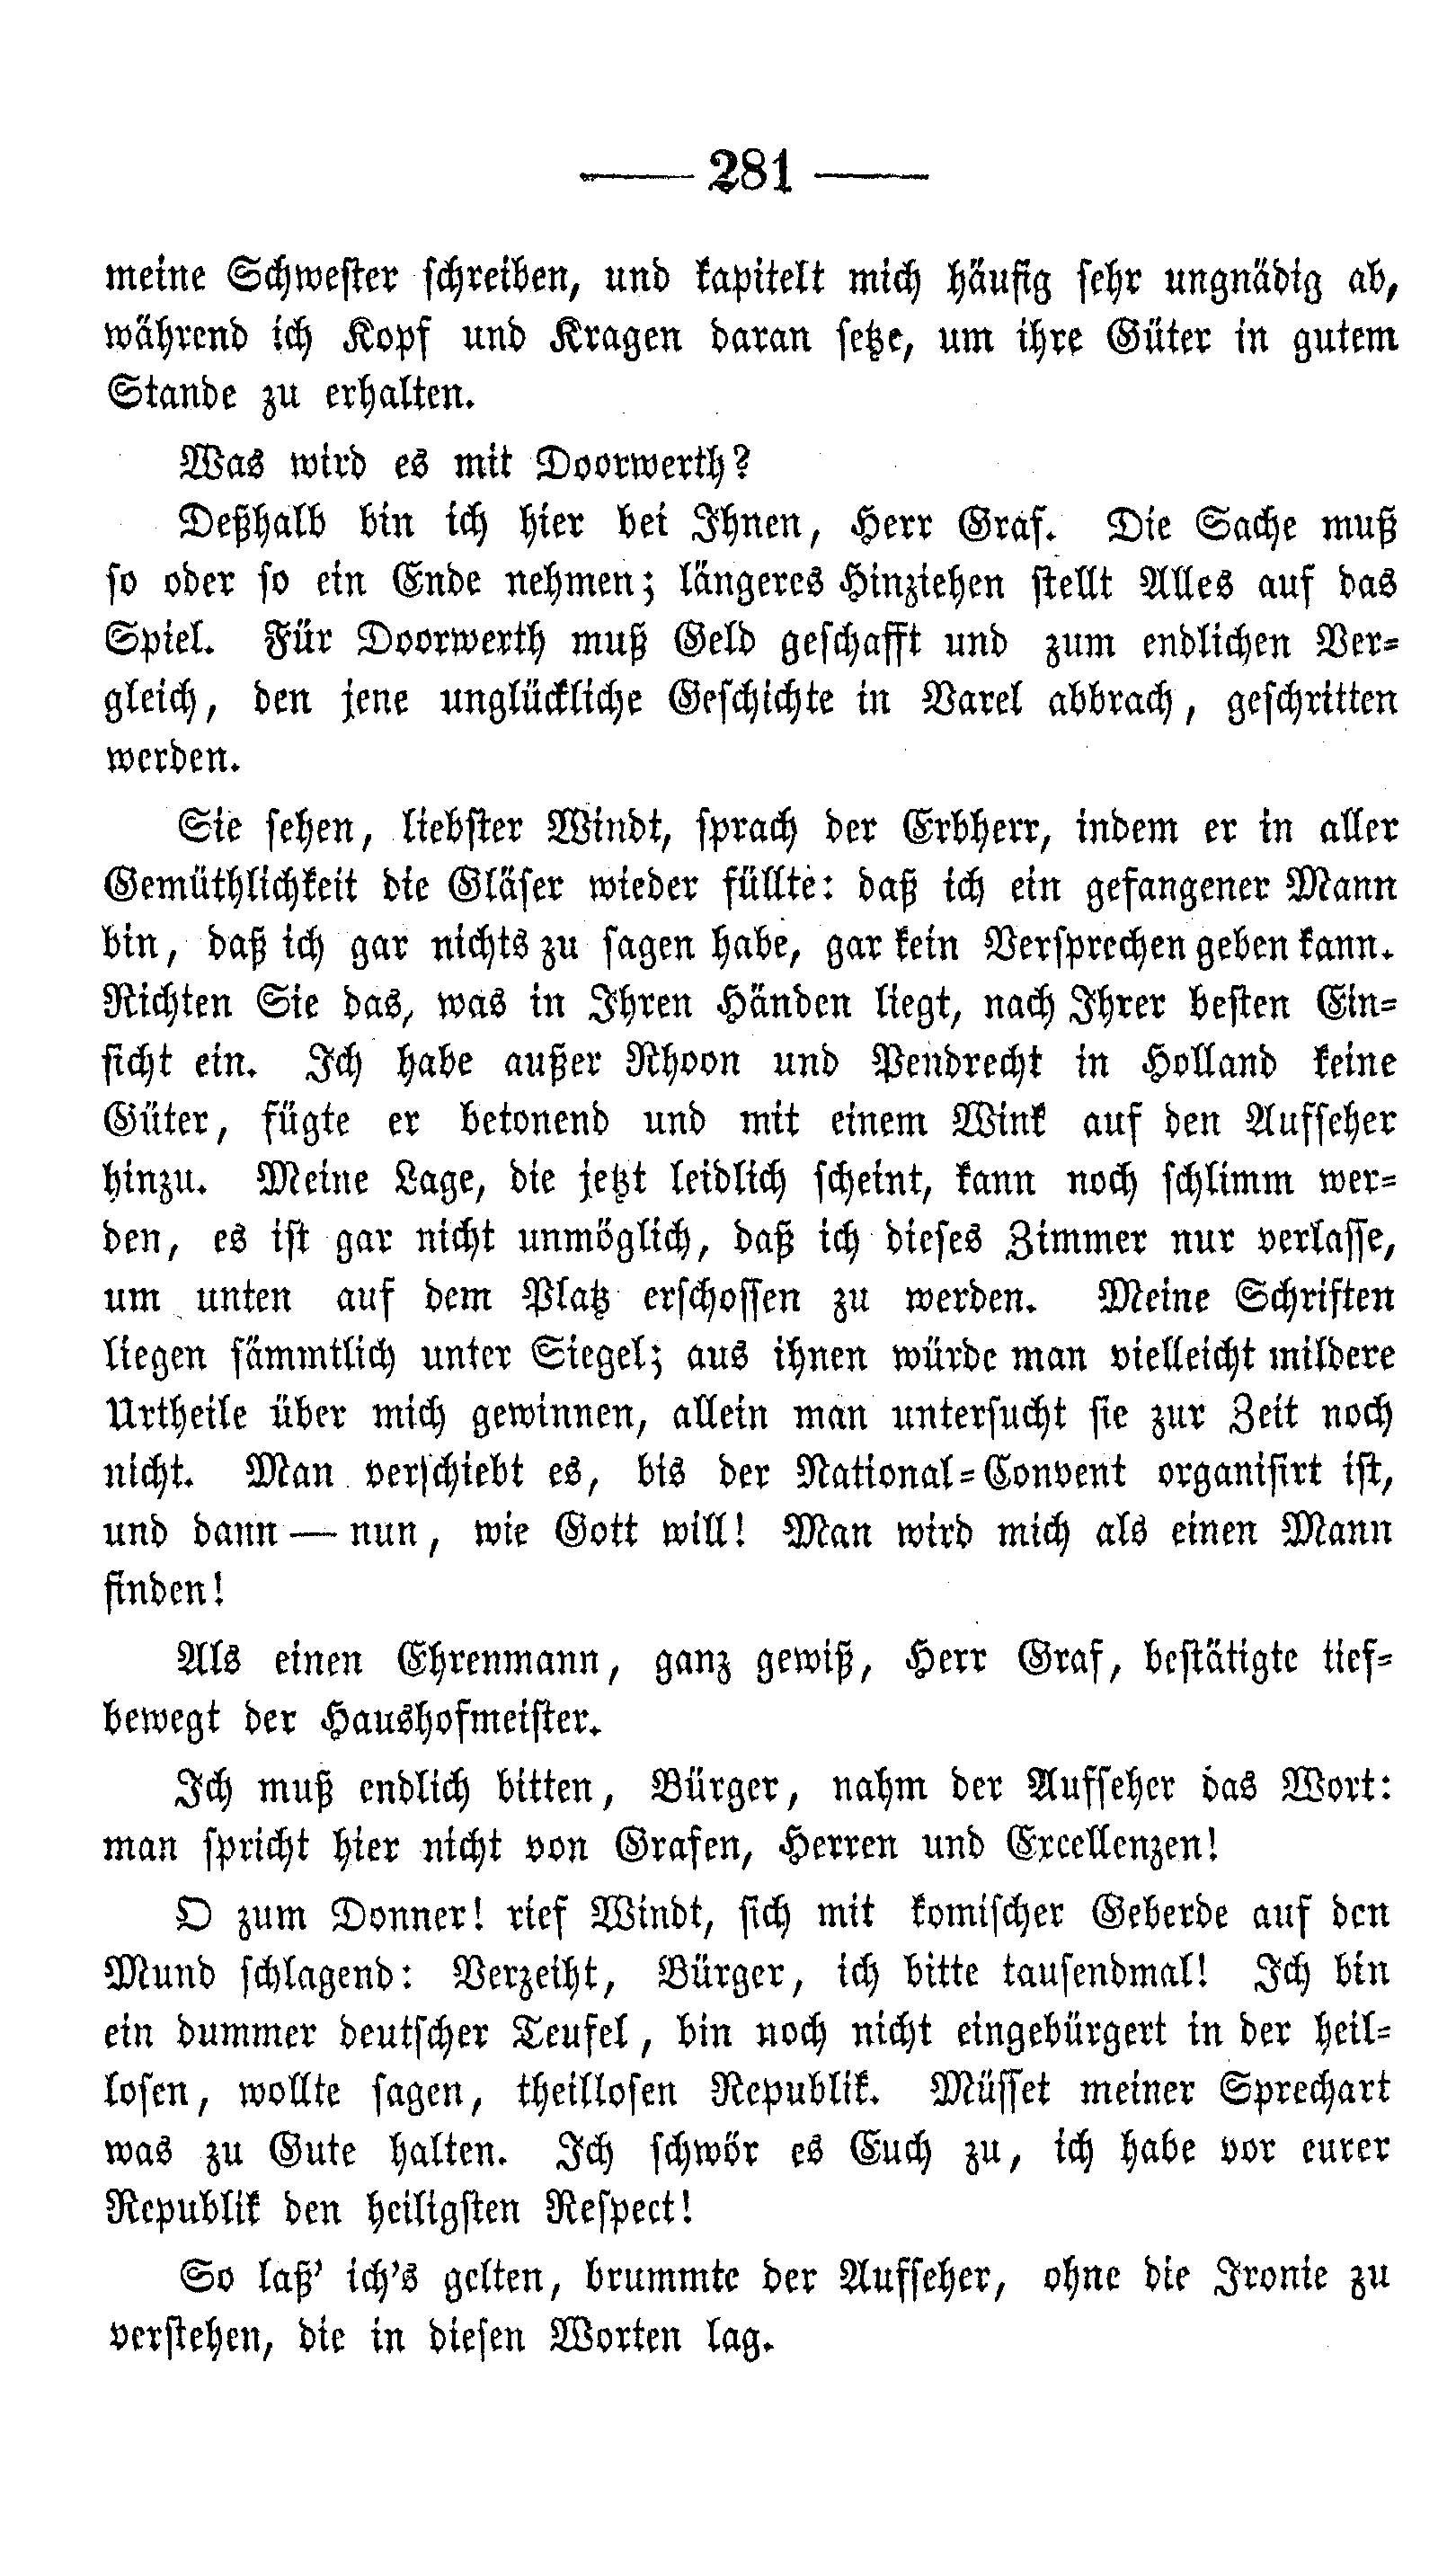 — 281 —
meine Schwester schreiben, und kapitelt mich häufig sehr ungnädig ab,
während ich Kopf und Kragen daran setze, um ihre Güter in gutem
Stande zu erhalten.
Was wird es mit Doorwerth?
Deßhalb bin ich hier bei Ihnen, Herr Graf. Die Sache muß
so oder so ein Ende nehmen; längeres Hinziehen stellt Alles auf das
Spiel. Für Doorwerth muß Geld geschafft und zum endlichen Ver-
gleich, den jene unglückliche Geschichte in Varel abbrach, geschritten
werden.
Sie sehen, liebster Windt, sprach der Erbherr, indem er in aller
Gemüthlichkeit die Gläser wieder füllte: daß ich ein gefangener Mann
bin, daß ich gar nichts zu sagen habe, gar kein Versprechen geben kann.
Richten Sie das, was in Ihren Händen liegt, nach Ihrer besten Ein-
sicht ein. Ich habe außer Rhoon und Pendrecht in Holland keine
Güter, fügte er betonend und mit einem Wink auf den Aufseher
hinzu. Meine Lage, die jetzt leidlich scheint, kann noch schlimm wer-
den, es ist gar nicht unmöglich, daß ich dieses Zimmer nur verlasse,
um unten auf dem Platz erschossen zu werden. Meine Schriften
liegen sämmtlich unter Siegel; aus ihnen würde man vielleicht mildere
Urtheile über mich gewinnen, allein man untersucht sie zur Zeit noch
nicht. Man verschiebt es, bis der National-Convent organisirt ist,
und dann — nun, wie Gott will! Man wird mich als einen Mann
finden!
Als einen Ehrenmann, ganz gewiß, Herr Graf, bestätigte tief-
bewegt der Haushofmeister.
Ich muß endlich bitten, Bürger, nahm der Aufseher das Wort:
man spricht hier nicht von Grafen, Herren und Excellenzen!
O zum Donner! rief Windt, sich mit komischer Geberde auf den
Mund schlagend: Verzeiht, Bürger, ich bitte tausendmal! Ich bin
ein dummer deutscher Teufel, bin noch nicht eingebürgert in der heil-
losen, wollte sagen, theillosen Republik. Müsset meiner Sprechart
was zu Gute halten. Ich schwör es Euch zu, ich habe vor eurer
Republik den heiligsten Respect!
So laß' ich's gelten, brummte der Aufseher, ohne die Ironie zu
verstehen, die in diesen Worten lag.